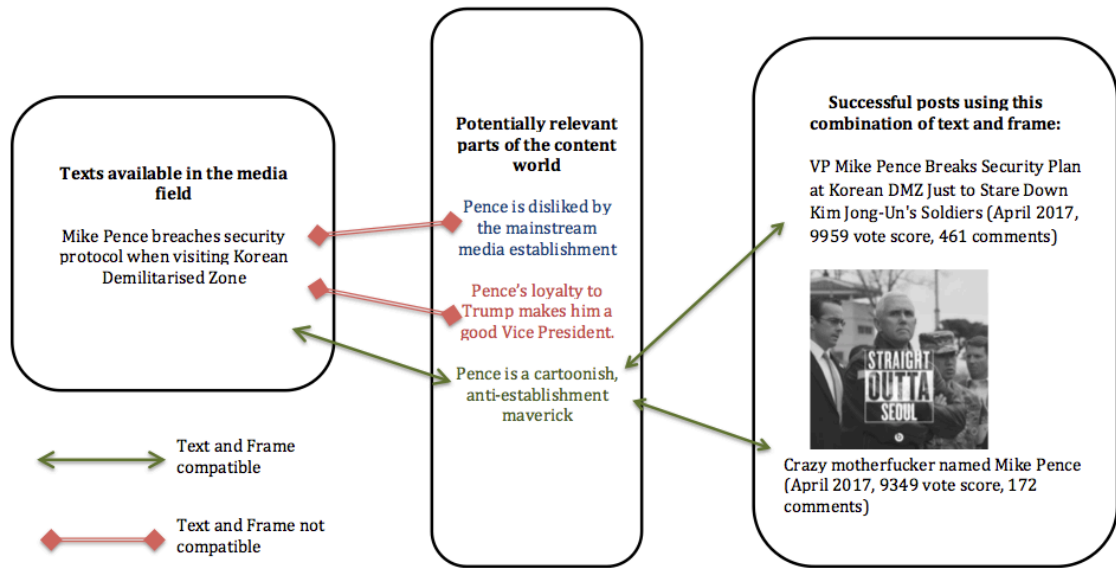 Texts available in the media
field
Mike Pence breaches security
protocol when visiting Korean
Demilitarised Zone
Potentially relevant
parts of the content
world
Pence is disliked by
the mainstream
media establishment
Pence's loyalty to
Trump makes him a
good Vice President.
Pence is a cartoonish,
anti-establishment
maverick
Successful posts using this
combination of text and frame:
VP Mike Pence Breaks Security Plan
at Korean DMZ Just to Stare Down
Kim Jong-Un's Soldiers (April 2017,
9959 vote score, 461 comments)
STRAIGHT
OUTTA
SEOUL
Crazy motherfucker named Mike Pence
(April 2017, 9349 vote score, 172
comments)
Text and Frame
compatible
Text and Frame not
compatible